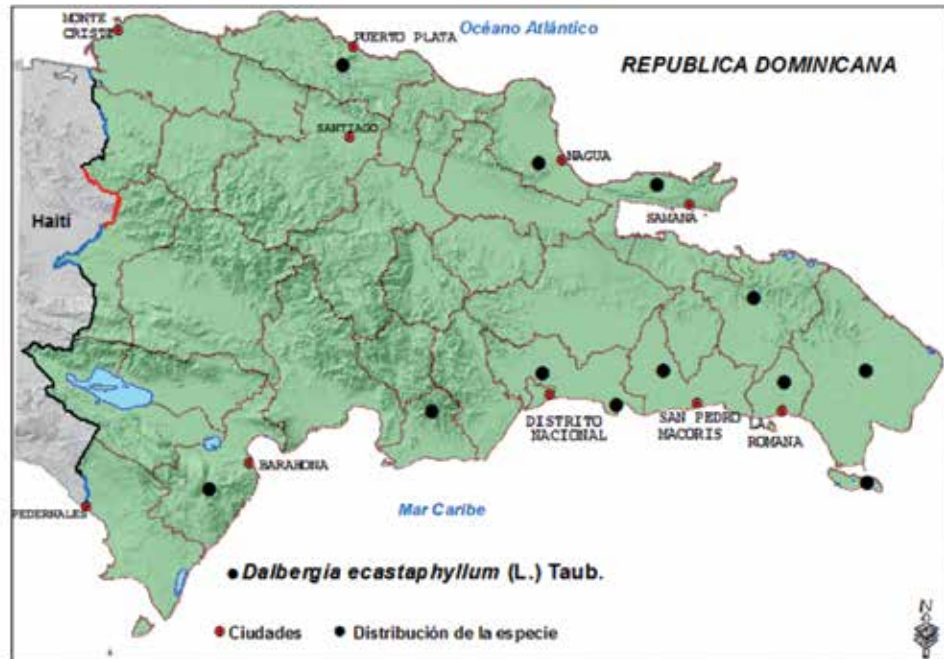 MONTE
CRISTI
PUERTO PLATA
Océano Atlántico
REPUBLICA DOMINICANA
SANTIAGO
NAGUA
Haití
SAMANA
DISTRITO
NACIONAL
SAN PEDRO
MACORIS
LA
ROMANA
BARAHONA
PEDERNALES
Mar Caribe
Dalbergia ecastaphyllum (L.) Taub.
Ciudades
Distribución de la especie
N